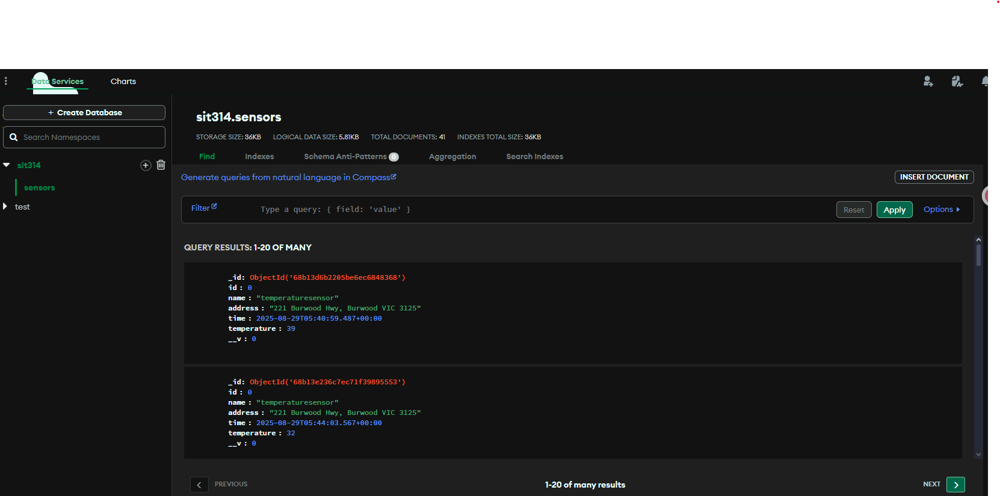 Data Services
Charts
+ Create Database
Search Namespaces
sit314
sensors
test
sit314.sensors
STORAGE SIZE: 36KB LOGICAL DATA SIZE: 5.81KB TOTAL DOCUMENTS: 41 INDEXES TOTAL SIZE: 36KB
Find Indexes Schema Anti-Patterns 0 Aggregation Search Indexes
Generate queries from natural language in Compass
INSERT DOCUMENT
Filter Type a query: { field: 'value' } Reset Apply Options
QUERY RESULTS: 1-20 OF MANY
_id: ObjectId('68b13d6b2205be6ec6848368')
id : 0
name : "temperaturesensor"
address : "221 Burwood Hwy, Burwood VIC 3125"
time : 2025-08-29T05:40:59.487+00:00
temperature : 39
__v : 0
_id: ObjectId('68b13e236c7ec71f39895553')
id : 0
name : "temperaturesensor"
address : "221 Burwood Hwy, Burwood VIC 3125"
time : 2025-08-29T05:44:03.567+00:00
temperature : 32
__v : 0
PREVIOUS 1-20 of many results NEXT